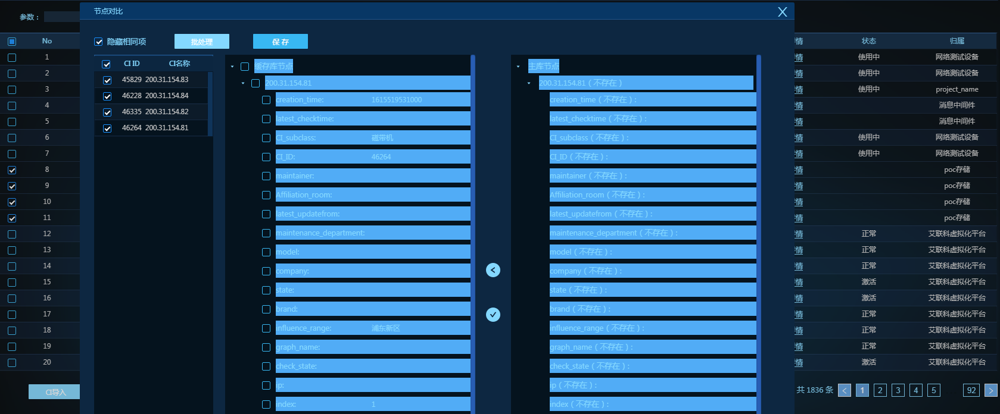 节点对比
X
参数：
隐藏相同项 批处理 保 存
No
1
2
3
4
5
6
7
8
9
10
11
12
13
14
15
16
17
18
19
20
CI导入
CI ID CI名称
45829 200.31.154.83
46228 200.31.154.84
46335 200.31.154.82
46264 200.31.154.81
缓存库节点
200.31.154.81
creation_time: 1615519531000
latest_checktime:
CI_subclass: 磁带机
CI_ID: 46264
maintainer:
Affiliation_room:
latest_updatefrom:
maintenance_department:
model:
company:
state:
brand:
influence_range: 浦东新区
graph_name:
check_state:
ip:
index: 1
主库节点
200.31.154.81 ( 不存在 )
creation_time ( 不存在 ) :
latest_checktime ( 不存在 ) :
CI_subclass ( 不存在 ) :
CI_ID ( 不存在 ) :
maintainer ( 不存在 ) :
Affiliation_room ( 不存在 ) :
latest_updatefrom ( 不存在 ) :
maintenance_department ( 不存在 ) :
model ( 不存在 ) :
company ( 不存在 ) :
state ( 不存在 ) :
brand ( 不存在 ) :
influence_range ( 不存在 ) :
graph_name ( 不存在 ) :
check_state ( 不存在 ) :
ip ( 不存在 ) :
index ( 不存在 ) :
情 状态 归属
情 使用中 网络测试设备
情 使用中 网络测试设备
情 使用中 project_name
情 消息中间件
情 消息中间件
情 使用中 网络测试设备
情 使用中 网络测试设备
情 poc存储
情 poc存储
情 poc存储
情 poc存储
情 正常 艾联科虚拟化平台
情 正常 艾联科虚拟化平台
情 正常 艾联科虚拟化平台
情 激活 艾联科虚拟化平台
情 激活 艾联科虚拟化平台
情 正常 艾联科虚拟化平台
情 正常 艾联科虚拟化平台
情 正常 艾联科虚拟化平台
情 激活 艾联科虚拟化平台
共 1836 条 < 1 2 3 4 5 92 >